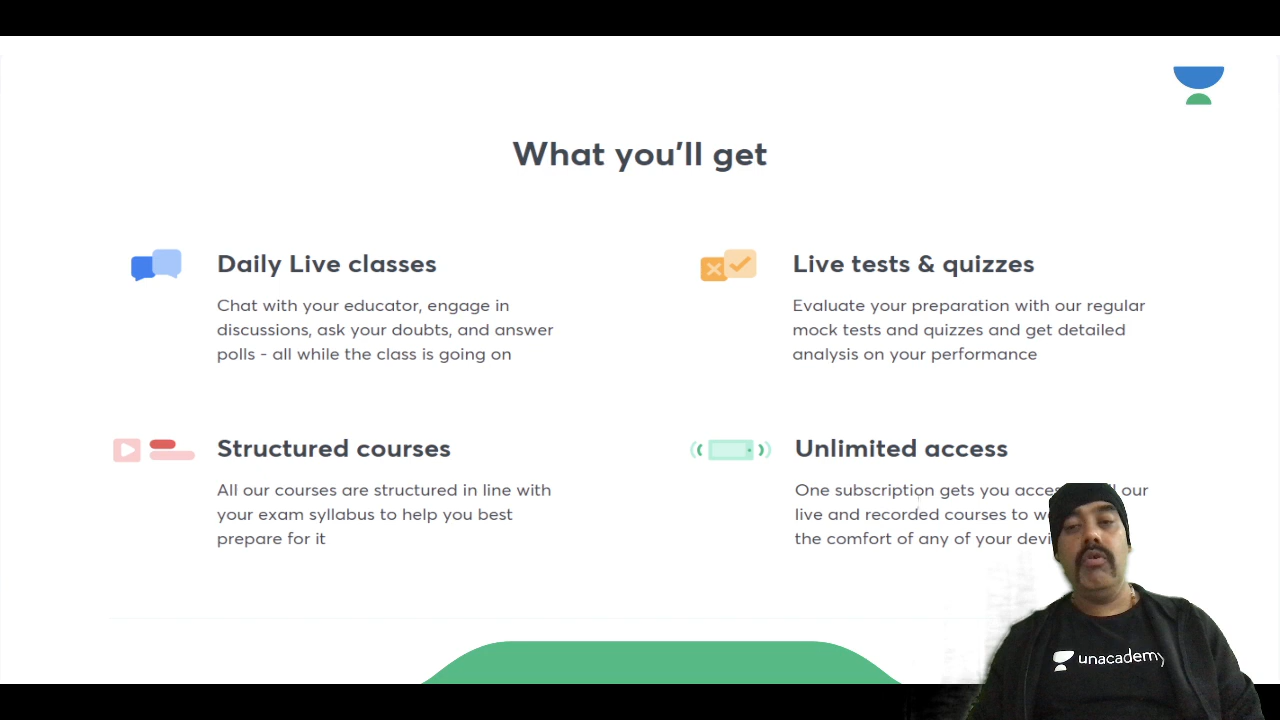 What you'll get
Daily Live classes
Chat with your educator, engage in
discussions, ask your doubts, and answer
polls - all while the class is going on
Live tests & quizzes
Evaluate your preparation with our regular
mock tests and quizzes and get detailed
analysis on your performance
Structured courses
All our courses are structured in line with
your exam syllabus to help you best
prepare for it
Unlimited access
One subscription gets you our
live and recorded courses to
the comfort of any of your
unacademy